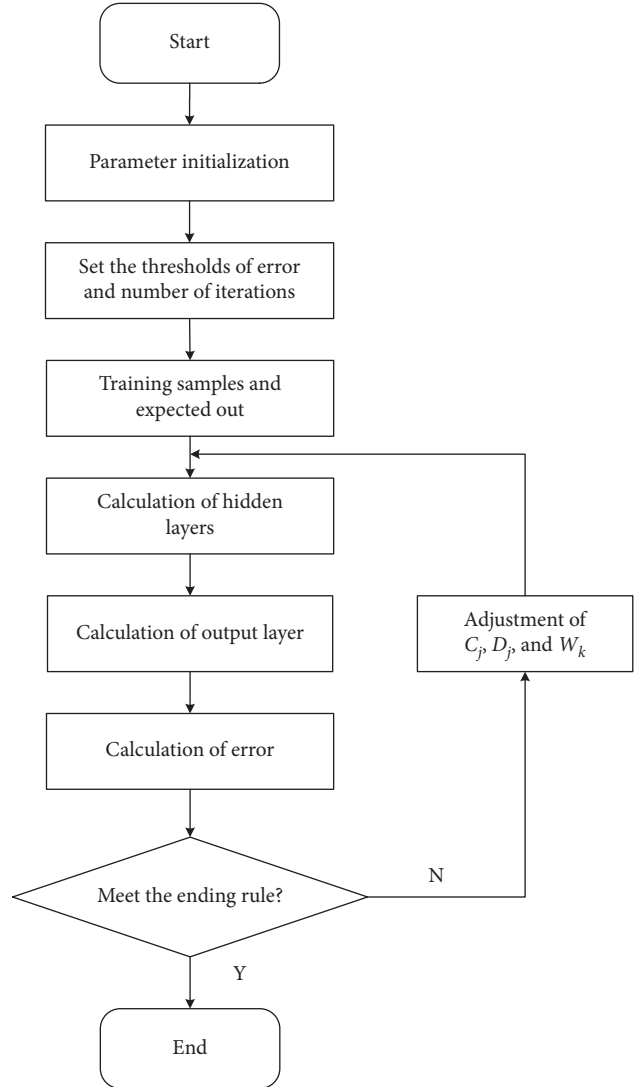 Start
Parameter initialization
Set the thresholds of error
and number of iterations
Training samples and
expected out
Calculation of hidden
layers
Calculation of output layer
Adjustment of
C_j, D_j, and W_k
Calculation of error
Meet the ending rule?
N
Y
End